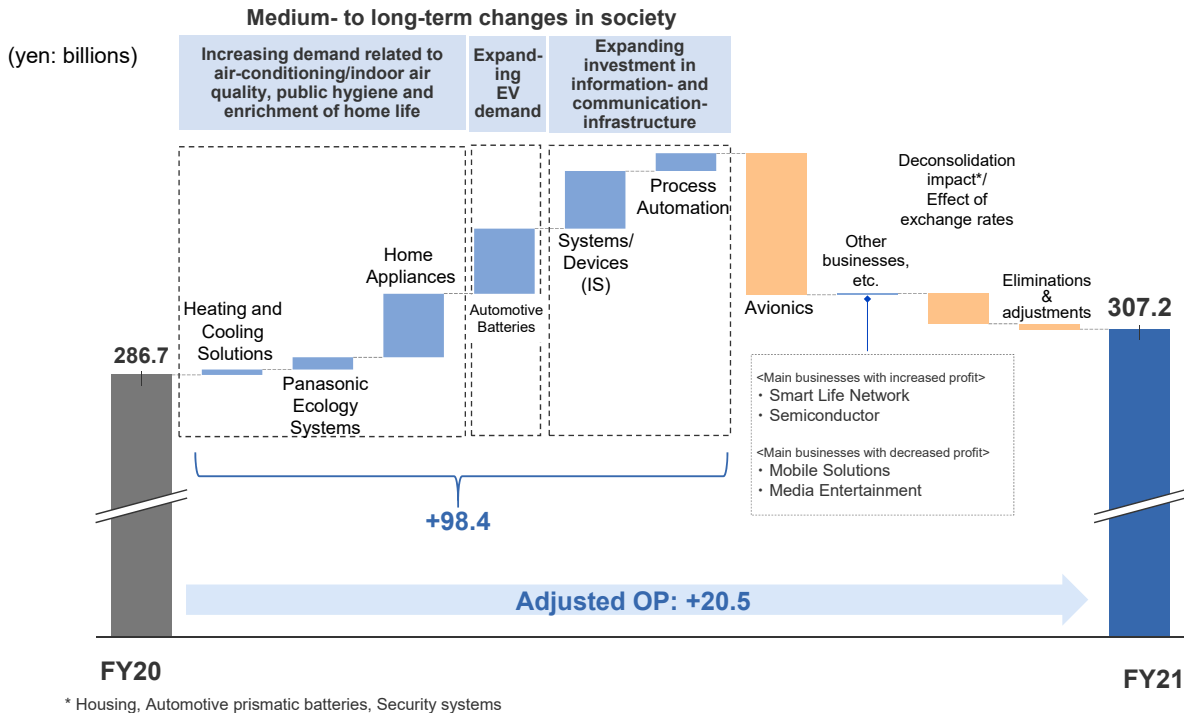 Medium- to long-term changes in society
(yen: billions)
Increasing demand related to
air-conditioning/indoor air
quality, public hygiene and
enrichment of home life
Expand-
ing
EV
demand
Expanding
investment in
information- and
communication-
infrastructure
286.7
Heating and
Cooling
Solutions
Panasonic
Ecology
Systems
Home
Appliances
Automotive
Batteries
Systems/
Devices
(IS)
Process
Automation
Avionics
Other
businesses,
etc.
Deconsolidation
impact*/
Effect of
exchange rates
Eliminations
&
adjustments
307.2
<Main businesses with increased profit>
・ Smart Life Network
・ Semiconductor
<Main businesses with decreased profit>
・ Mobile Solutions
・ Media Entertainment
+98.4
Adjusted OP: +20.5
FY20
FY21
* Housing, Automotive prismatic batteries, Security systems